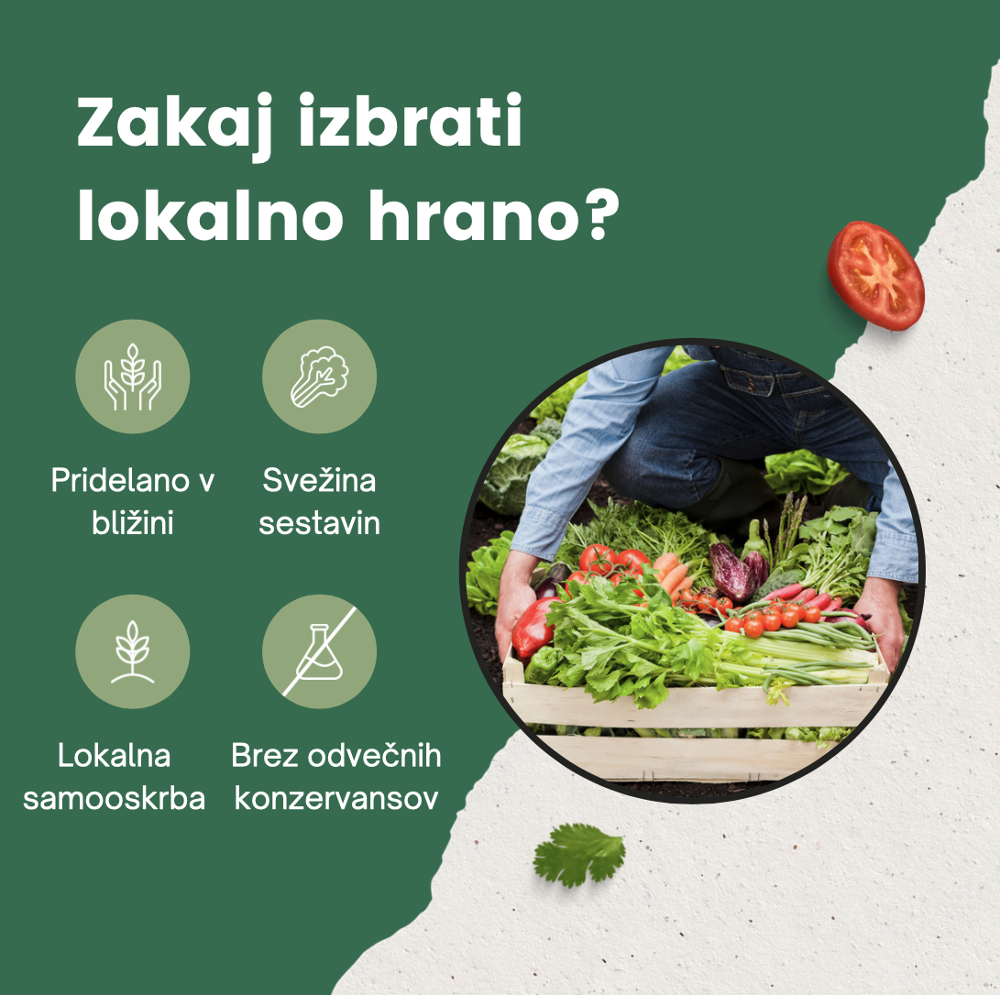 Zakaj izbrati
lokalno hrano?
Pridelano v
bližini
Svežina
sestavin
Lokalna
samooskrba
Brez odvečnih
konzervansov